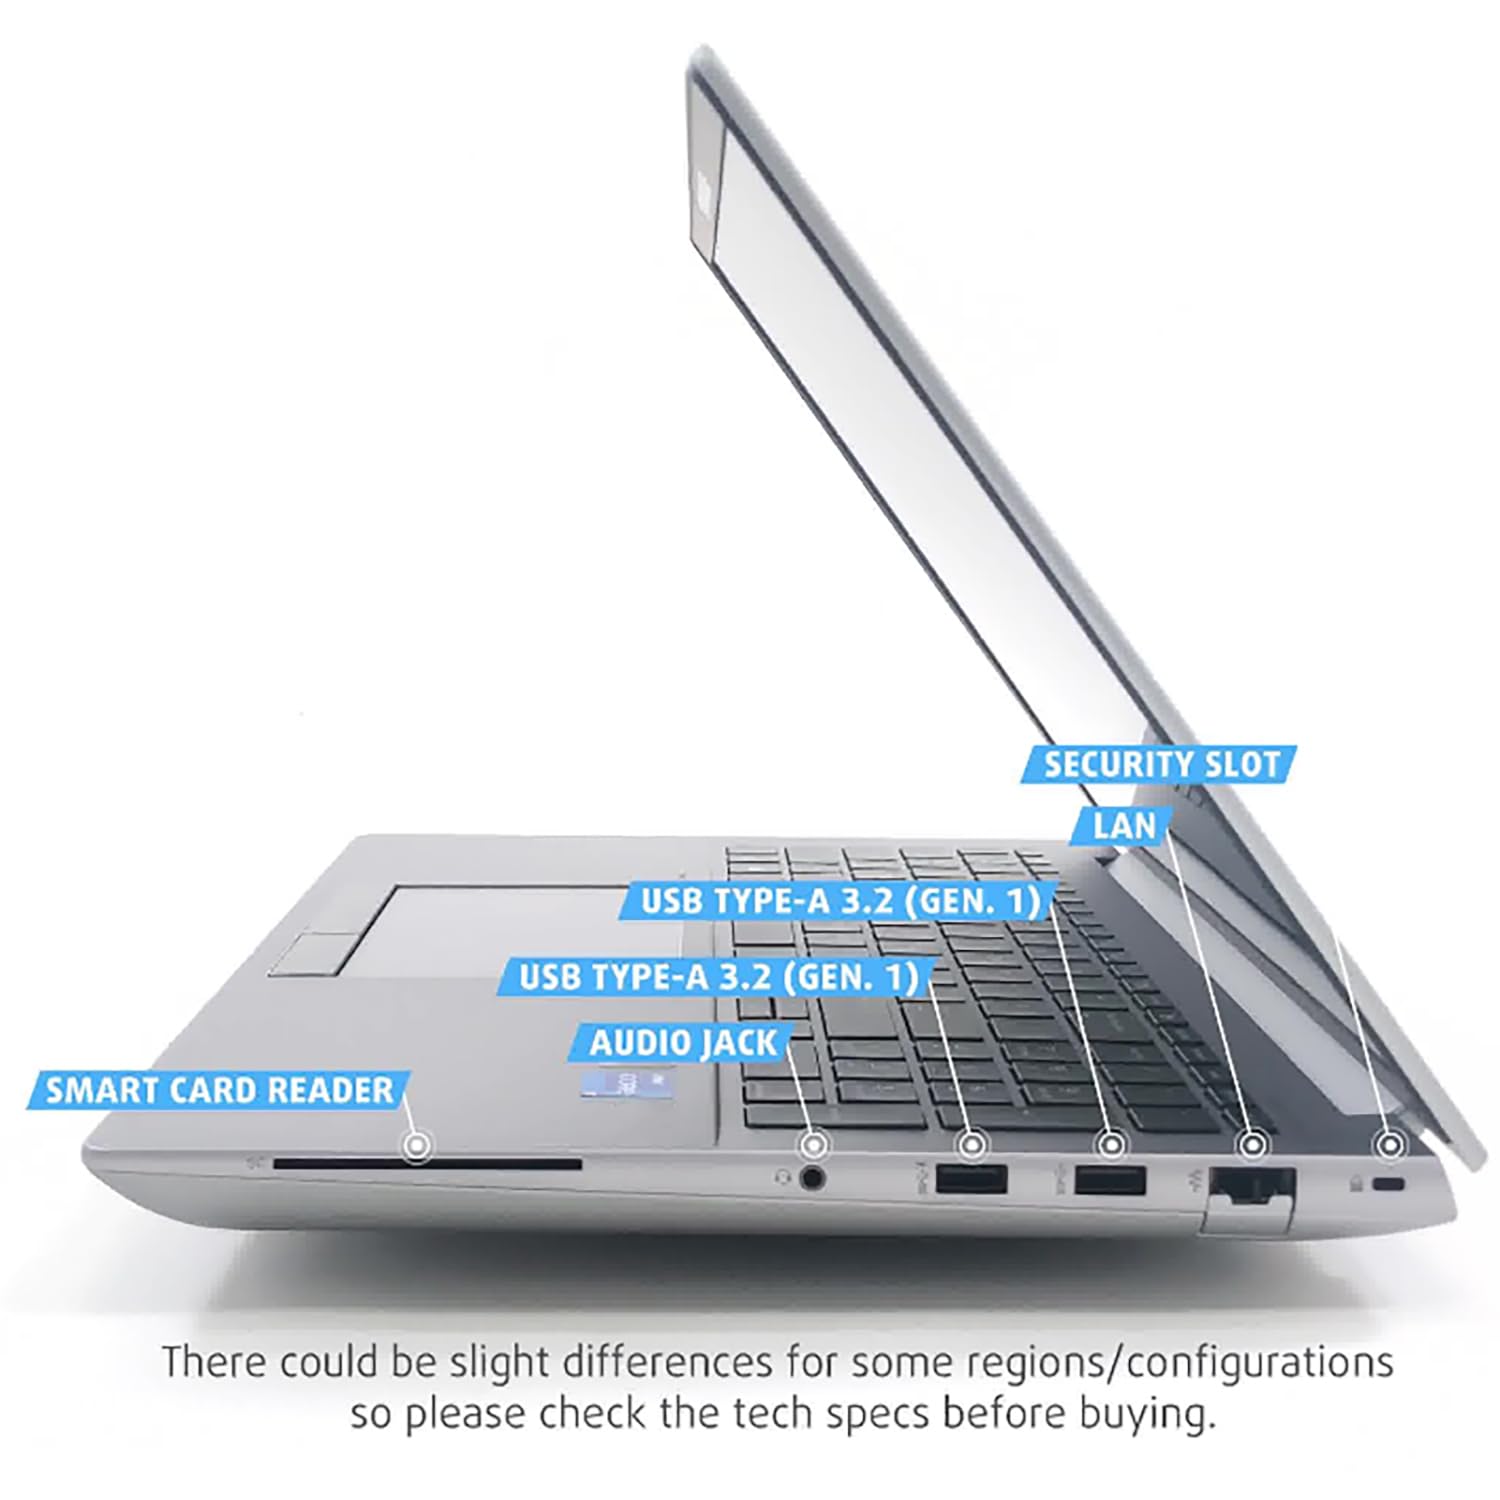 SECURITY SLOT
LAN
USB TYPE-A 3.2 (GEN. 1)
USB TYPE-A 3.2 (GEN. 1)
AUDIO JACK
SMART CARD READER
There could be slight differences for some regions/configurations
so please check the tech specs before buying.